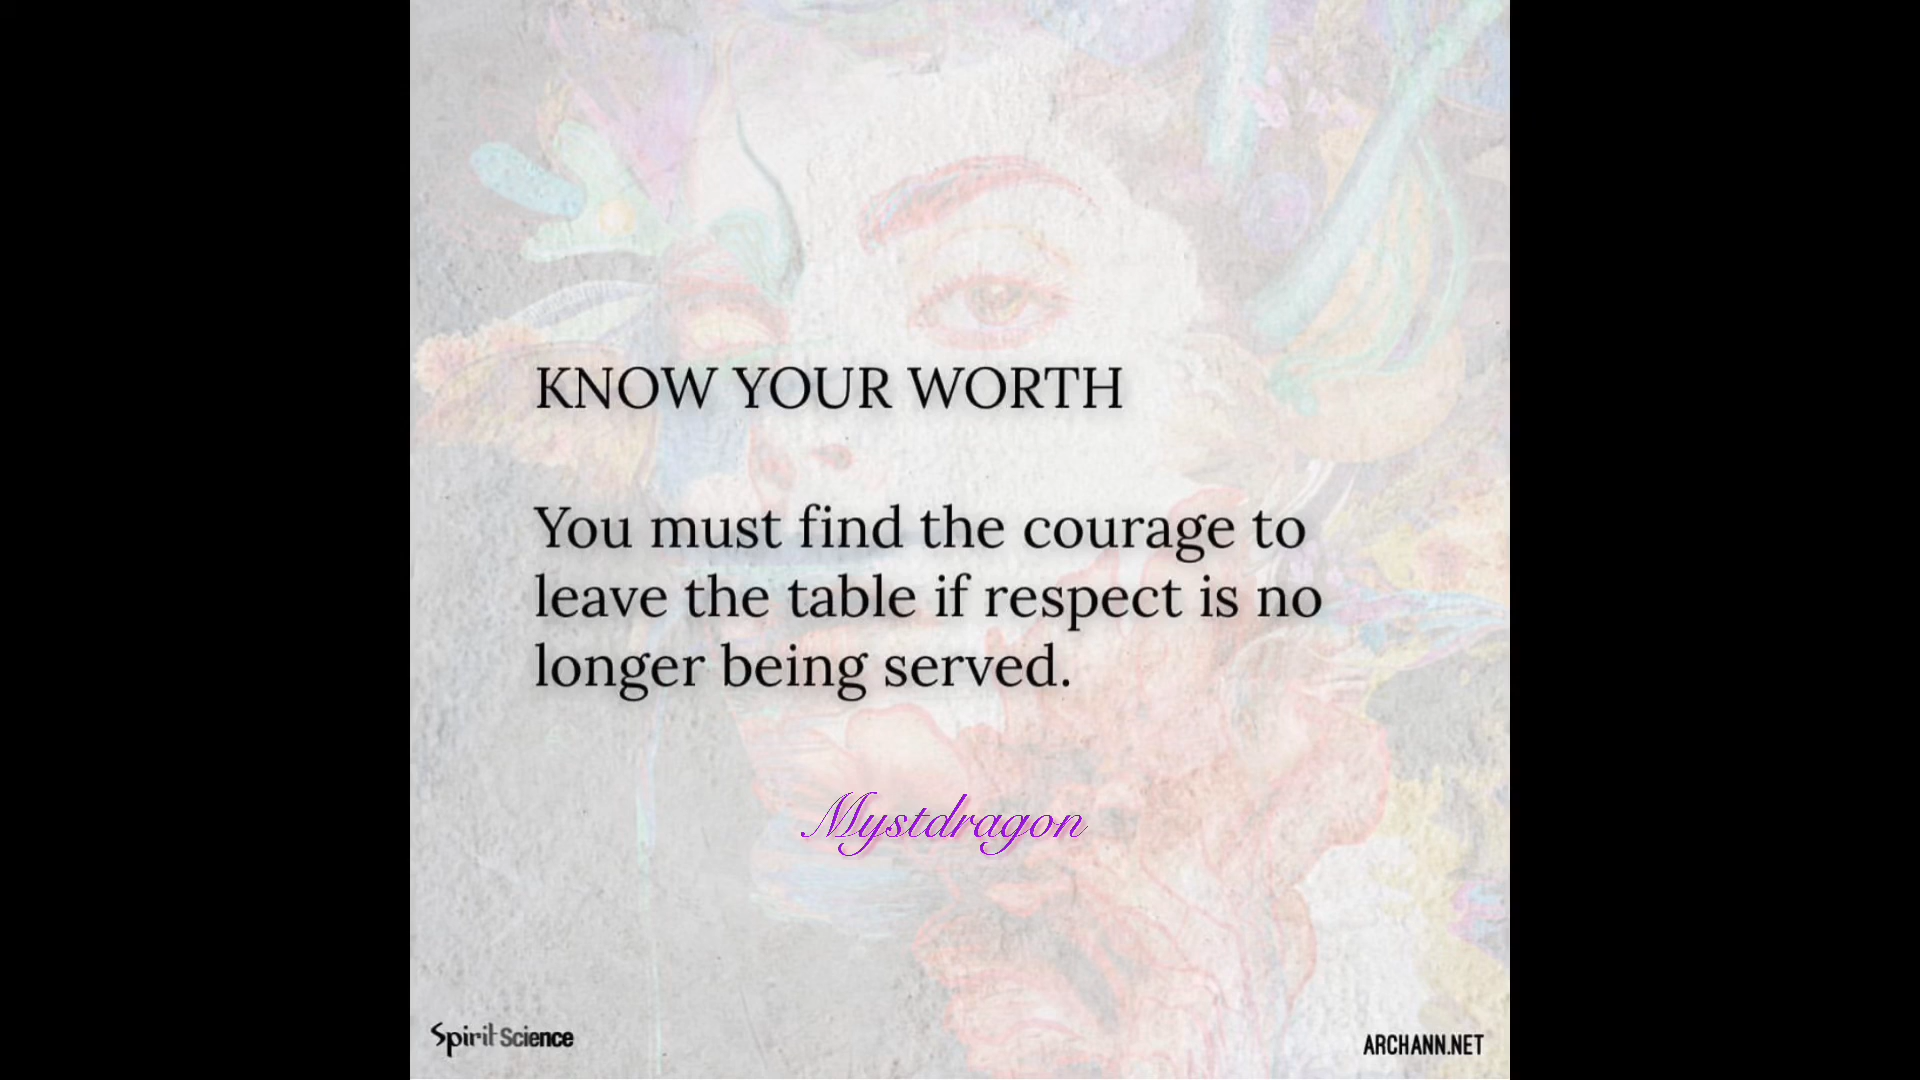 KNOW YOUR WORTH
You must find the courage to
leave the table if respect is no
longer being served.
Mystdragon
Spirit Science
ARCHANN.NET